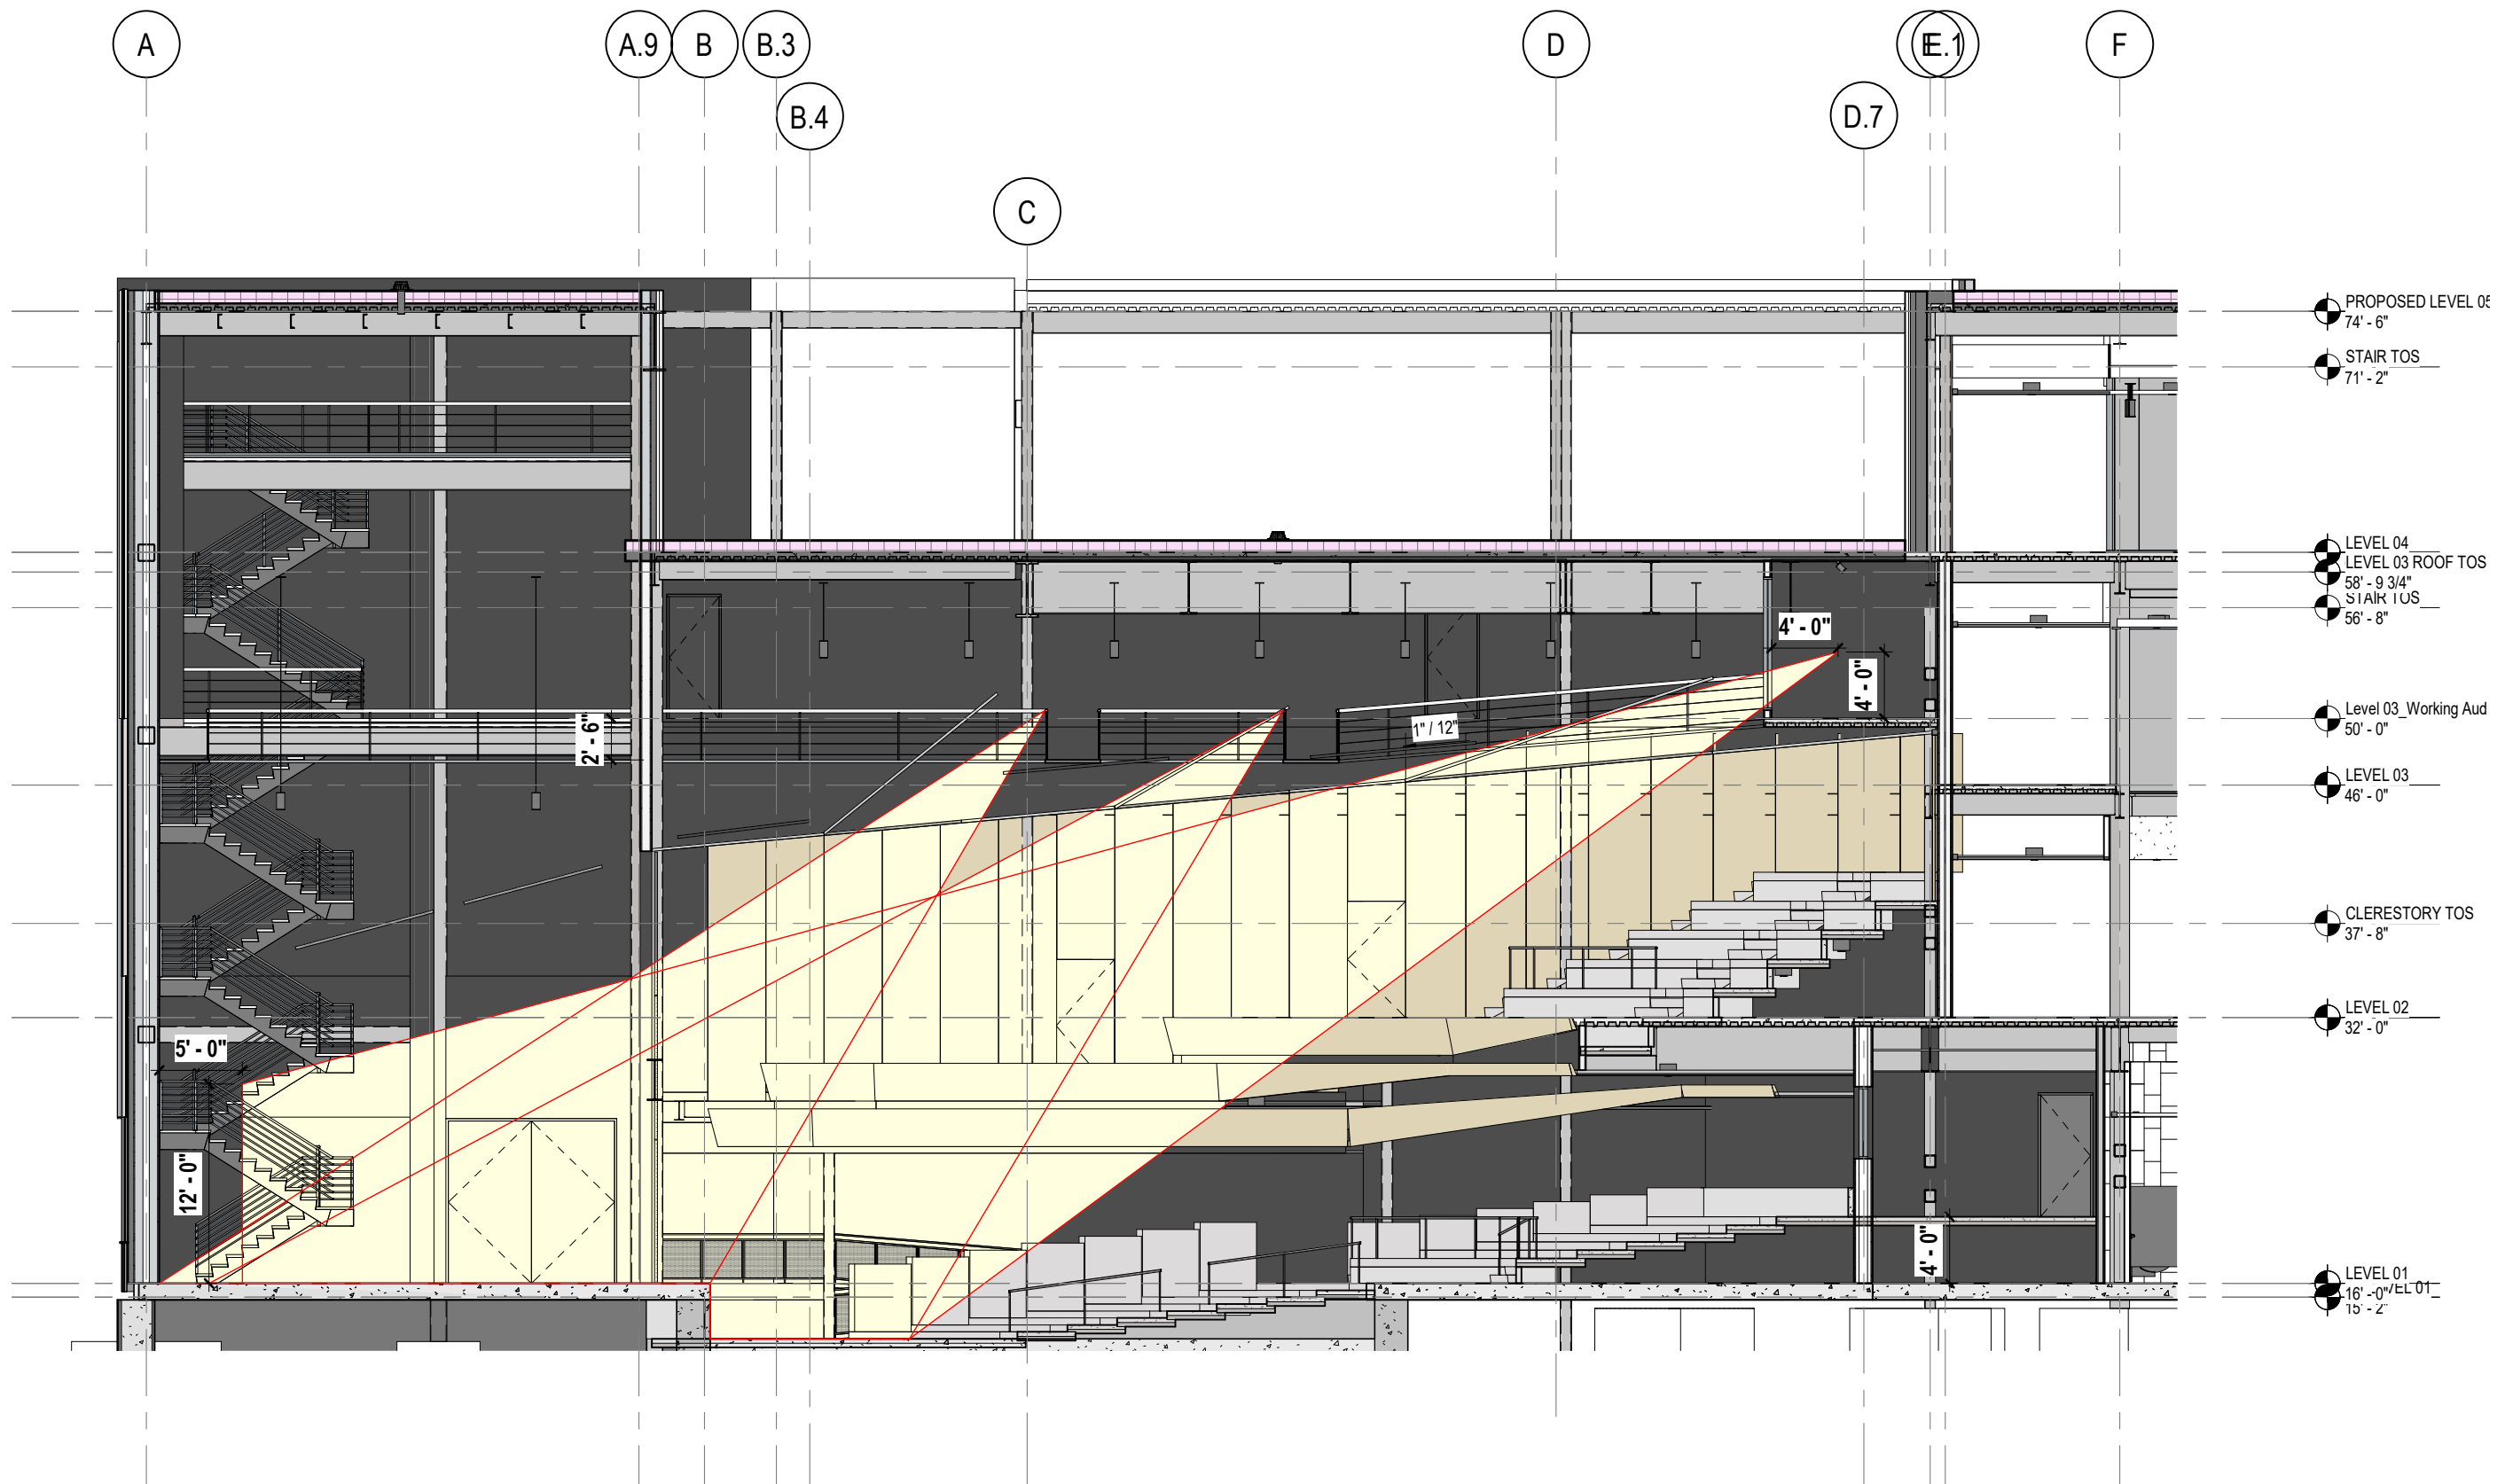 A
A.9
B
B.3
D
E
E.1
F
B.4
D.7
C
PROPOSED LEVEL 05
74' - 6"
STAIR TOS
71' - 2"
LEVEL 04
LEVEL 03 ROOF TOS
58' - 9 3/4"
STAIR TOS
56' - 8"
4' - 0"
4' - 0"
Level 03_Working Aud
50' - 0"
1" / 12"
2' - 6"
LEVEL 03
46' - 0"
CLERESTORY TOS
37' - 8"
LEVEL 02
32' - 0"
5' - 0"
12' - 0"
4' - 0"
LEVEL 01
16' - 0"
15' - 2"